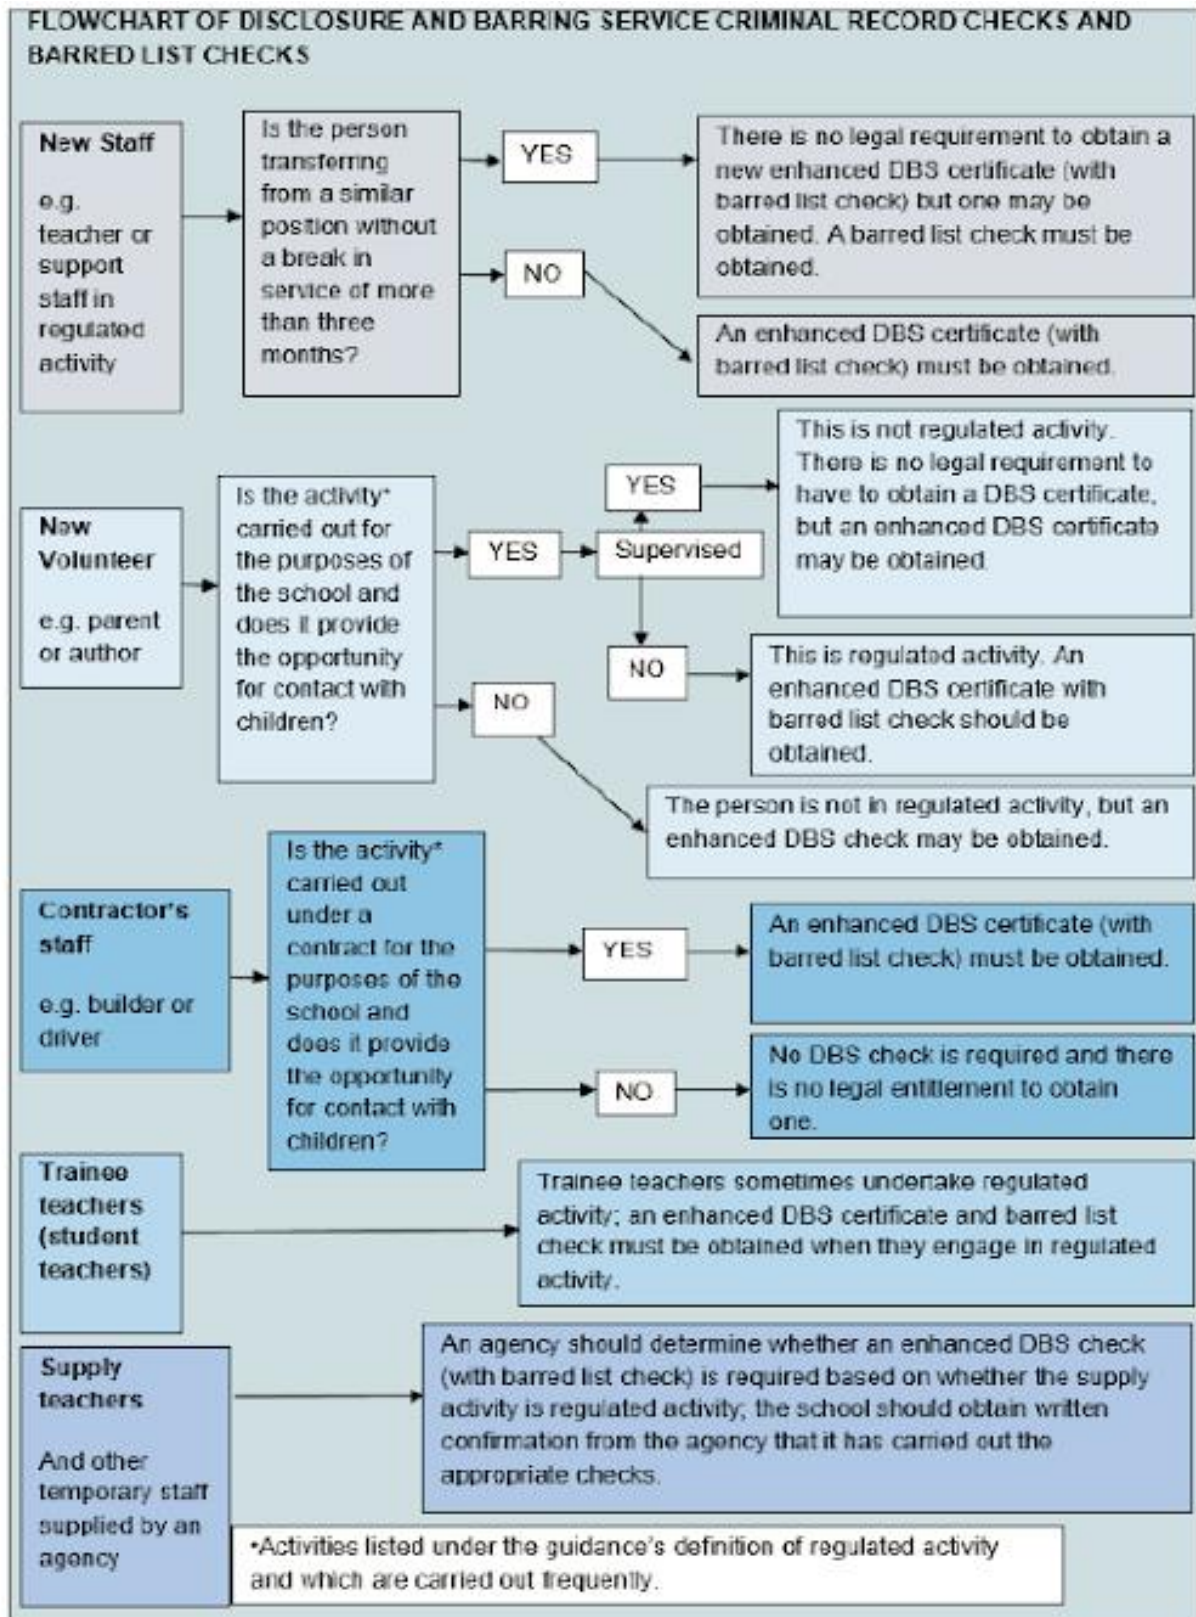 FLOWCHART OF DISCLOSURE AND BARRING SERVICE CRIMINAL RECORD CHECKS AND
BARRED LIST CHECKS
New Staff
e.g.
teacher or
support
staff in
regulated
activity
Is the person
transferring
from a similar
position without
a break in
service of more
than three
months?
YES
There is no legal requirement to obtain a
new enhanced DBS certificate (with
barred list check) but one may be
obtained. A barred list check must be
obtained.
NO
An enhanced DBS certificate (with
barred list check) must be obtained.
New
Volunteer
e.g. parent
or author
Is the activity*
carried out for
the purposes of
the school and
does it provide
the opportunity
for contact with
children?
YES
Supervised
YES
This is not regulated activity.
There is no legal requirement to
have to obtain a DBS certificate,
but an enhanced DBS certificate
may be obtained.
NO
This is regulated activity. An
enhanced DBS certificate with
barred list check should be
obtained.
NO
The person is not in regulated activity, but an
enhanced DBS check may be obtained.
Contractor's
staff
e.g. builder or
driver
Is the activity*
carried out
under a
contract for the
purposes of the
school and
does it provide
the opportunity
for contact with
children?
YES
An enhanced DBS certificate (with
barred list check) must be obtained.
NO
No DBS check is required and there
is no legal entitlement to obtain
one.
Trainee
teachers
(student
teachers)
Trainee teachers sometimes undertake regulated
activity; an enhanced DBS certificate and barred list
check must be obtained when they engage in regulated
activity.
Supply
teachers
And other
temporary staff
supplied by an
agency
An agency should determine whether an enhanced DBS check
(with barred list check) is required based on whether the supply
activity is regulated activity; the school should obtain written
confirmation from the agency that it has carried out the
appropriate checks.
•Activities listed under the guidance's definition of regulated activity
and which are carried out frequently.